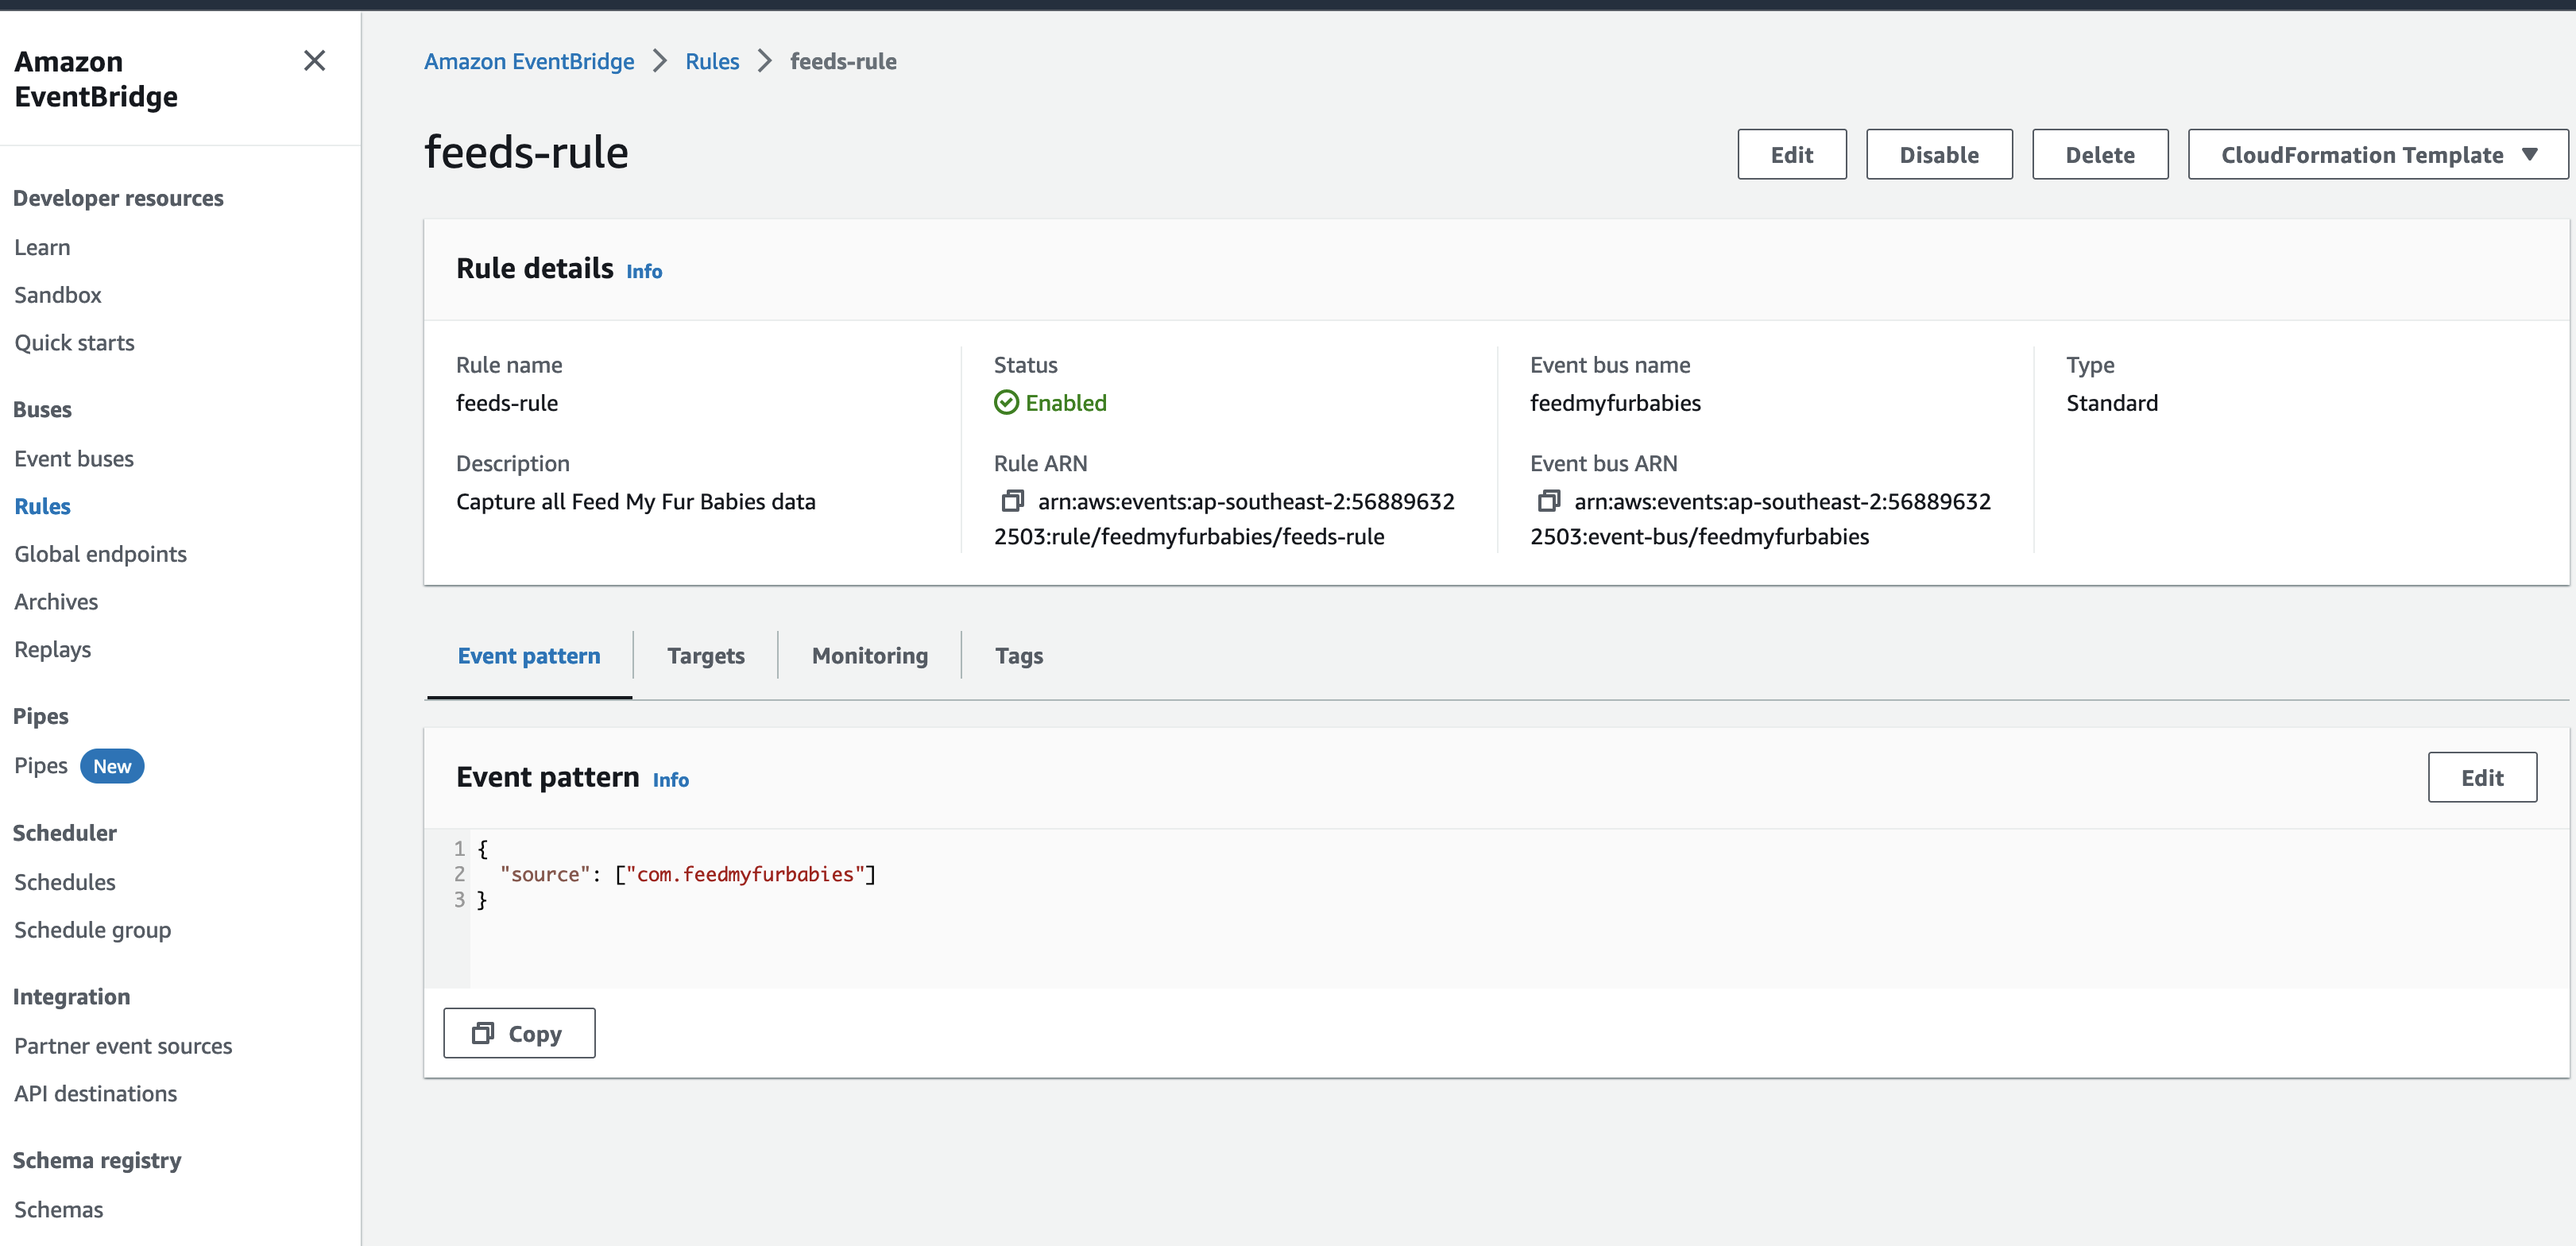 Amazon
EventBridge
Developer resources
Learn
Sandbox
Quick starts
Buses
Event buses
Rules
Global endpoints
Archives
Replays
Pipes
Pipes New
Scheduler
Schedules
Schedule group
Integration
Partner event sources
API destinations
Schema registry
Schemas
Amazon EventBridge > Rules > feeds-rule
feeds-rule
Edit
Disable
Delete
CloudFormation Template
Rule details Info
Rule name
feeds-rule
Description
Capture all Feed My Fur Babies data
Status
Enabled
Rule ARN
arn:aws:events:ap-southeast-2:56889632
2503:rule/feedmyfurbabies/feeds-rule
Event bus name
feedmyfurbabies
Event bus ARN
arn:aws:events:ap-southeast-2:56889632
2503:event-bus/feedmyfurbabies
Type
Standard
Event pattern
Targets
Monitoring
Tags
Event pattern Info
Edit
1 {
2 "source": ["com.feedmyfurbabies"]
3 }
Copy